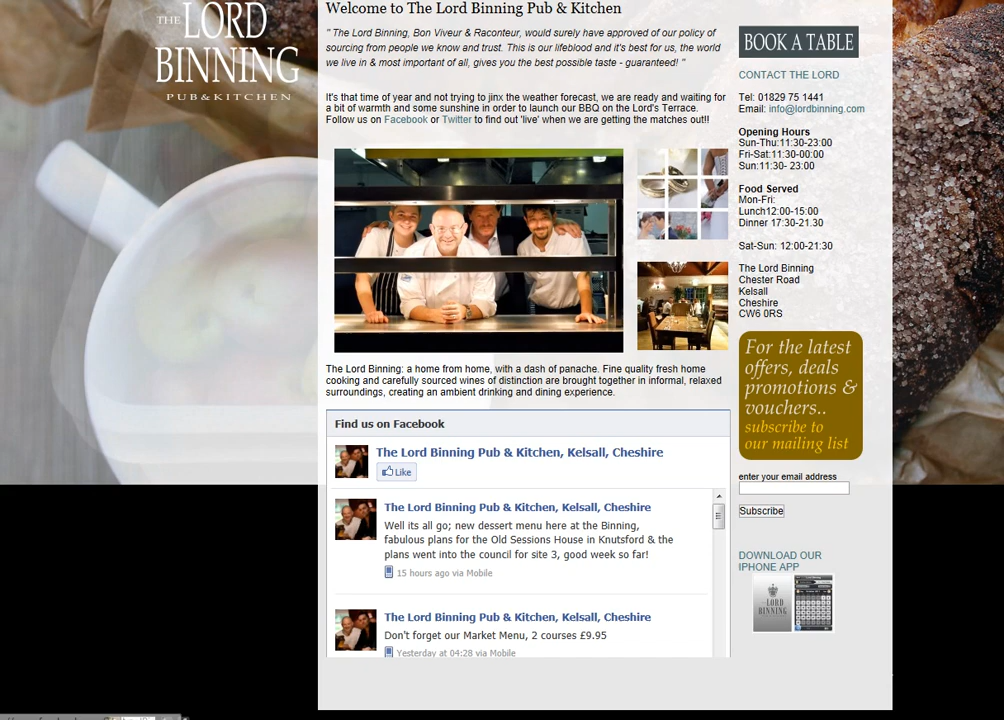 THE LORD
BINNING
PUB&KITCHEN
Welcome to The Lord Binning Pub & Kitchen
" The Lord Binning, Bon Viveur & Raconteur, would surely have approved of our policy of
sourcing from people we know and trust. This is our lifeblood and it's best for us, the world
we live in & most important of all, gives you the best possible taste - guaranteed! "
It's that time of year and not trying to jinx the weather forecast, we are ready and waiting for
a bit of warmth and some sunshine in order to launch our BBQ on the Lord's Terrace.
Follow us on Facebook or Twitter to find out 'live' when we are getting the matches out!!
The Lord Binning: a home from home, with a dash of panache. Fine quality fresh home
cooking and carefully sourced wines of distinction are brought together in informal, relaxed
surroundings, creating an ambient drinking and dining experience.
Find us on Facebook
The Lord Binning Pub & Kitchen, Kelsall, Cheshire
Like
The Lord Binning Pub & Kitchen, Kelsall, Cheshire
Well its all go; new dessert menu here at the Binning,
fabulous plans for the Old Sessions House in Knutsford & the
plans went into the council for site 3, good week so far!
15 hours ago via Mobile
The Lord Binning Pub & Kitchen, Kelsall, Cheshire
Don't forget our Market Menu, 2 courses £9.95
Yesterday at 04:28 via Mobile
BOOK A TABLE
CONTACT THE LORD
Tel: 01829 75 1441
Email: info@lordbinning.com
Opening Hours
Sun-Thu:11:30-23:00
Fri-Sat:11:30-00:00
Sun:11:30- 23:00
Food Served
Mon-Fri:
Lunch12:00-15:00
Dinner 17:30-21.30
Sat-Sun: 12:00-21:30
The Lord Binning
Chester Road
Kelsall
Cheshire
CW6 0RS
For the latest
offers, deals
promotions &
vouchers..
subscribe to
our mailing list
enter your email address
Subscribe
DOWNLOAD OUR
IPHONE APP
LORD
BINNING